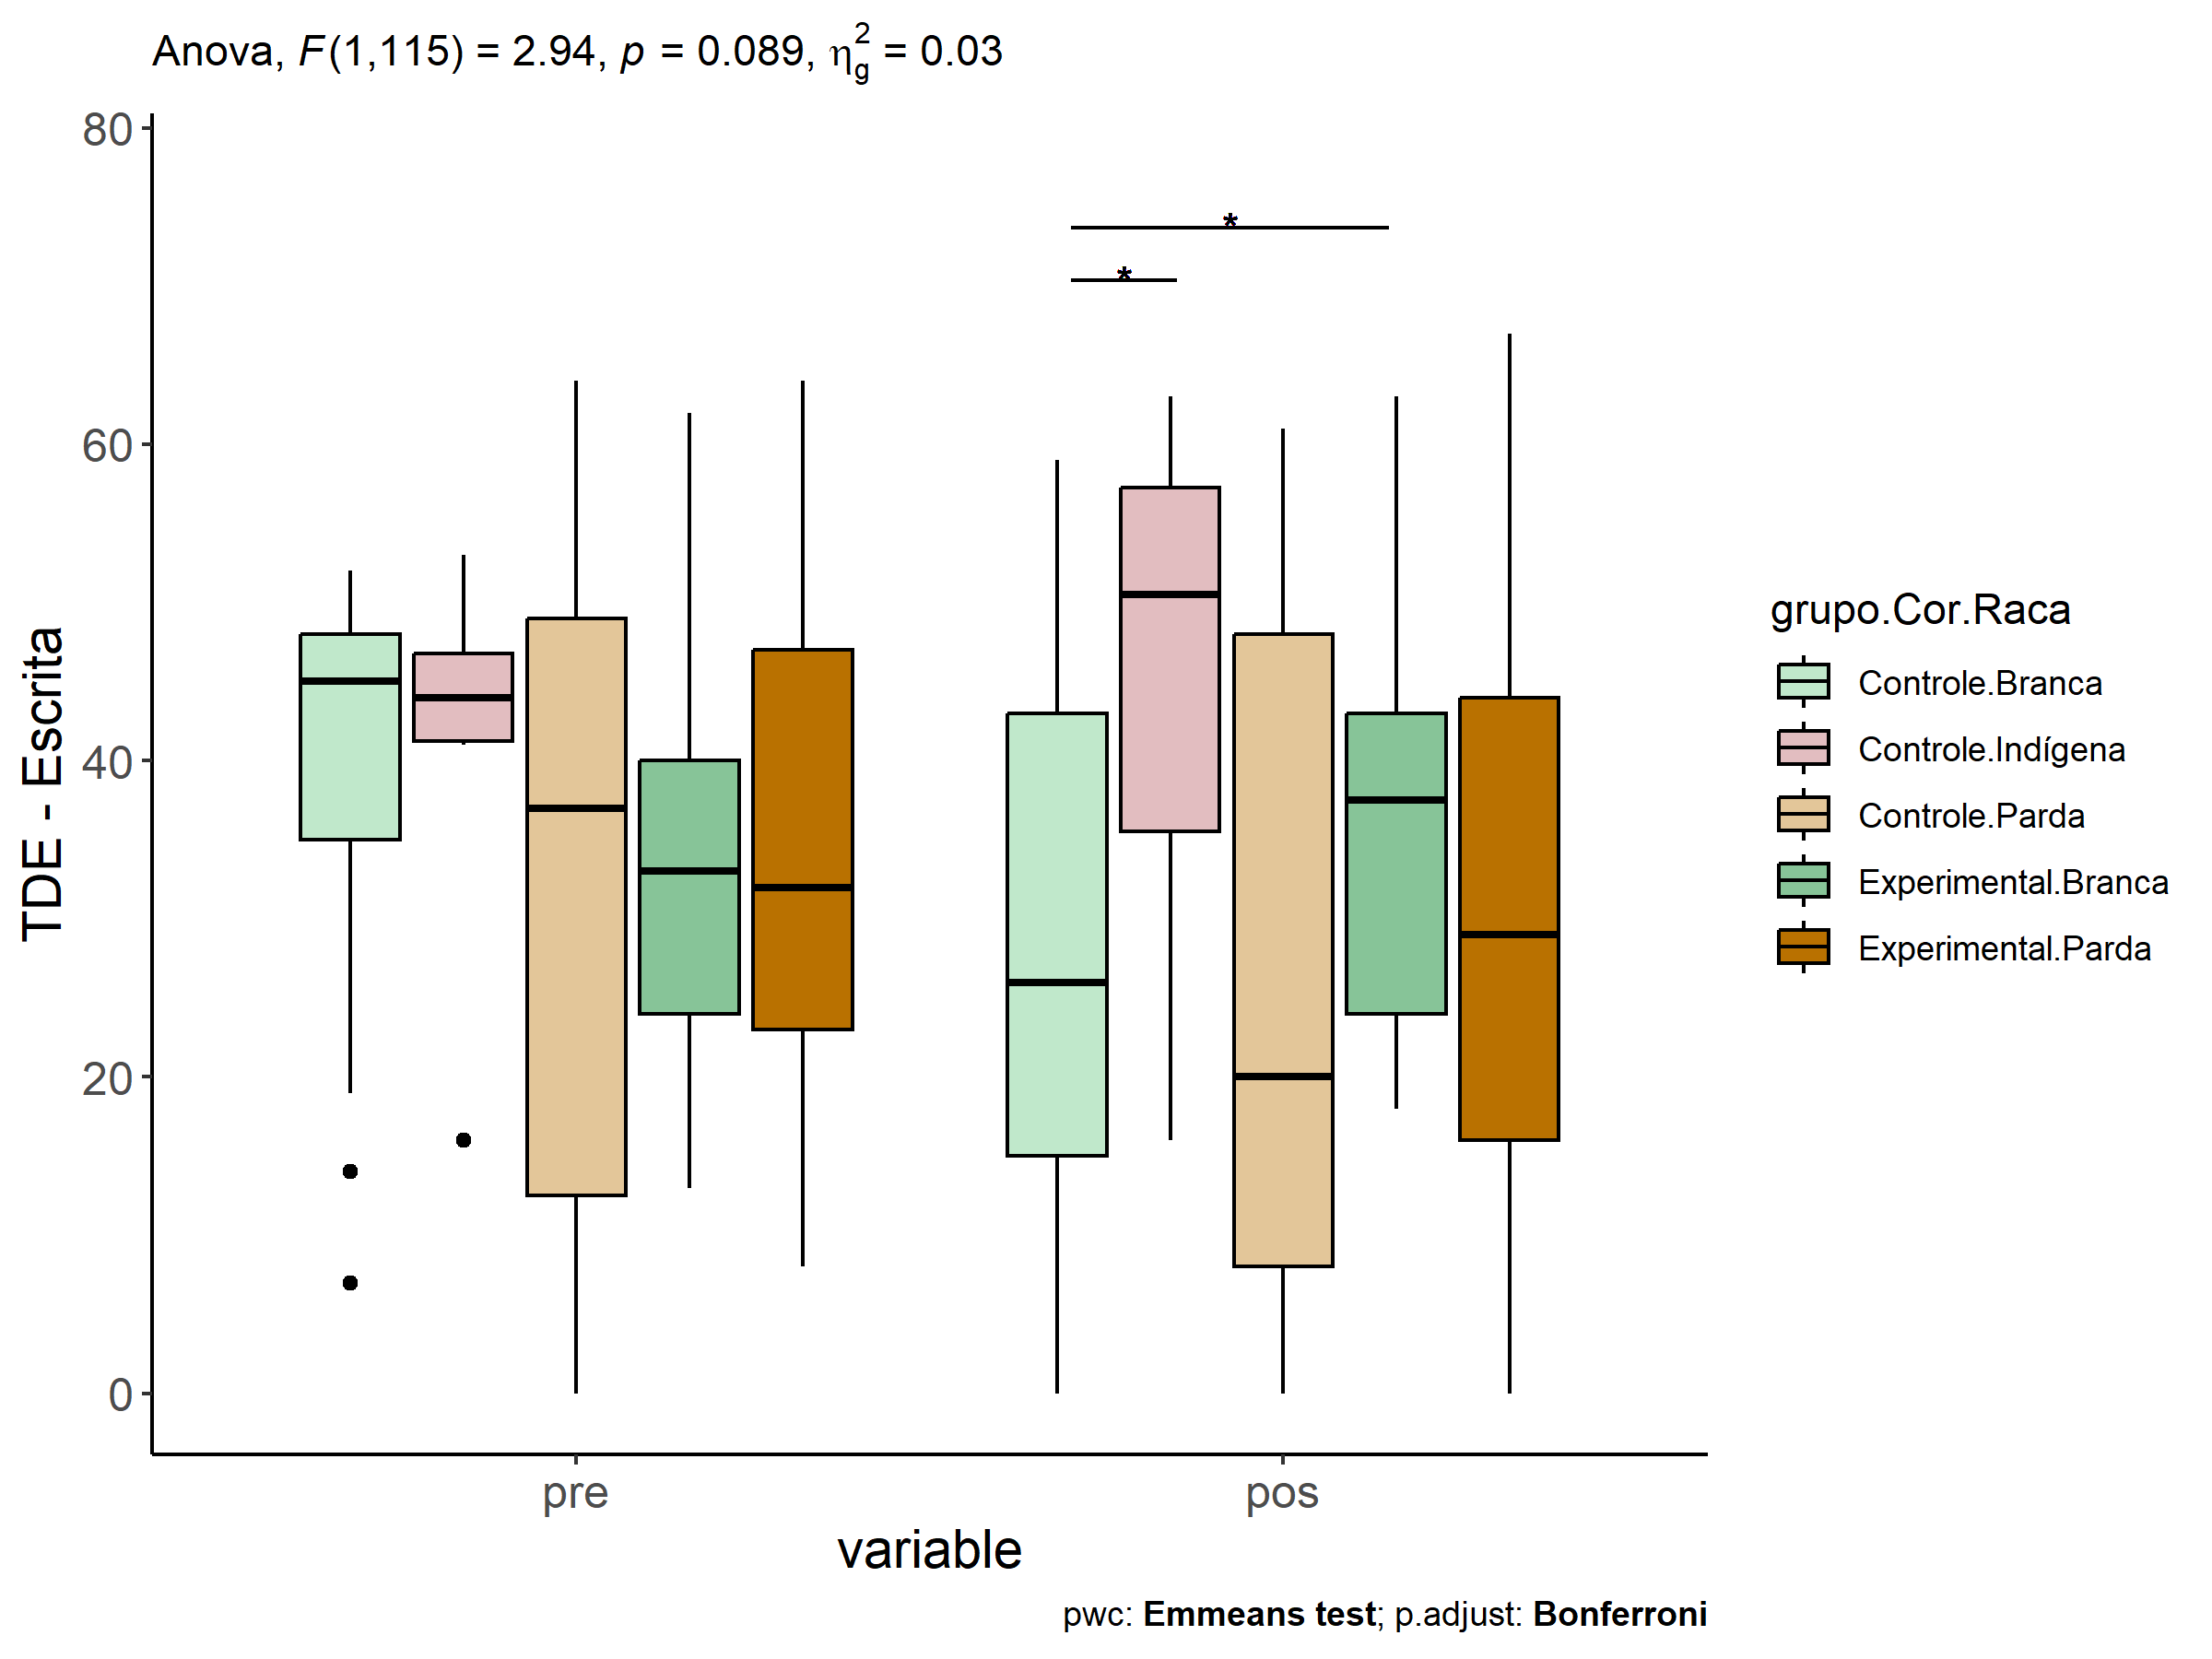 Anova, F(1,115) = 2.94, p = 0.089, η²g = 0.03
80
60
40
20
0
TDE - Escrita
*
*
pre
pos
variable
grupo.Cor.Raca
Controle.Branca
Controle.Indígena
Controle.Parda
Experimental.Branca
Experimental.Parda
pwc: Emmeans test; p.adjust: Bonferroni